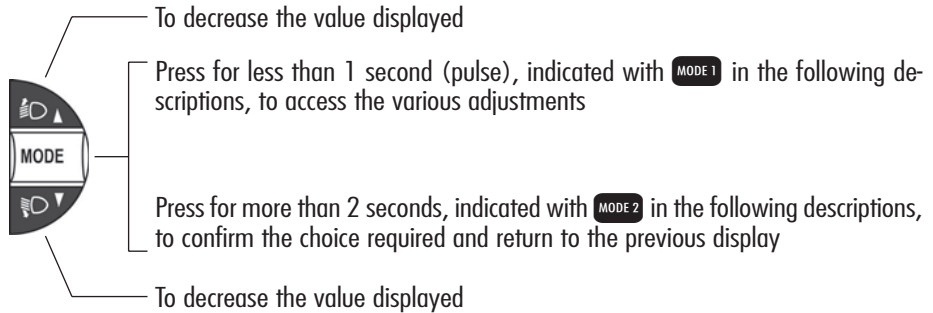 To decrease the value displayed
Press for less than 1 second (pulse), indicated with MODE 1 in the following de-
scriptions, to access the various adjustments
MODE
Press for more than 2 seconds, indicated with MODE 2 in the following descriptions,
to confirm the choice required and return to the previous display
To decrease the value displayed